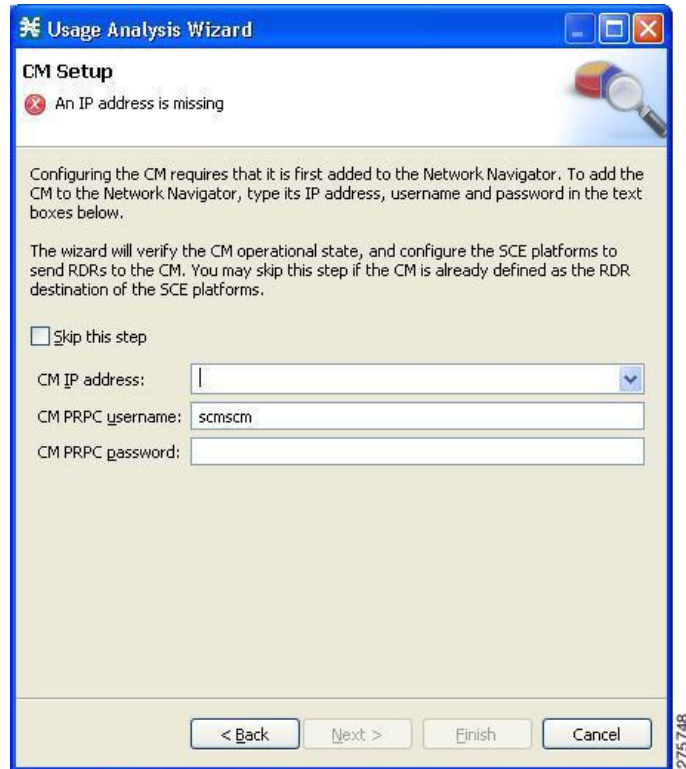 Usage Analysis Wizard
CM Setup
An IP address is missing
Configuring the CM requires that it is first added to the Network Navigator. To add the
CM to the Network Navigator, type its IP address, username and password in the text
boxes below.
The wizard will verify the CM operational state, and configure the SCE platforms to
send RDRs to the CM. You may skip this step if the CM is already defined as the RDR
destination of the SCE platforms.
Skip this step
CM IP address:
CM PRPC username: scmscm
CM PRPC password:
< Back Next > Finish Cancel
275748